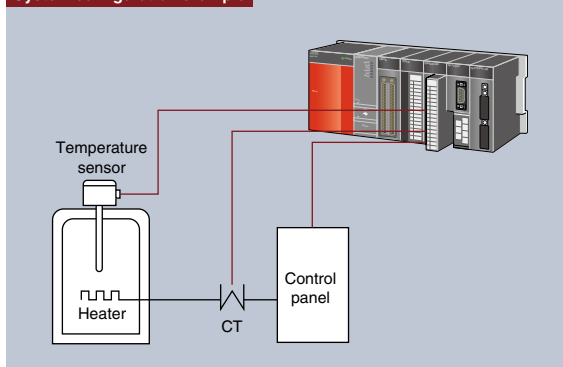 Temperature
sensor
Heater
CT
Control
panel